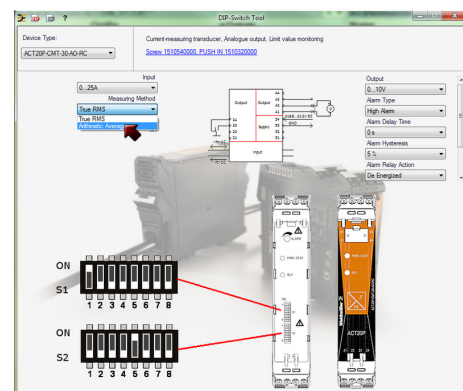 DIP-Switch Tool
Device Type:
ACT20P-CMT-30-AO-RC
Current-measuring transducer, Analogue output, Limit value monitoring
Screw 1510540000, PUSH IN 1510320000
Input
0...25A
Measuring Method
True RMS
True RMS
Arithmetic Average
Output
0...10V
Alarm Type
High Alarm
Alarm Delay Time
0 s
Alarm Hysteresis
5 %
Alarm Relay Action
De Energized
Output
Output
Supply
Input
GND
V
ALARM
PWR / STAT
RLY
PWR / STAT
RLY
ACT20P
ON
S1
1 2 3 4 5 6 7 8
ON
S2
1 2 3 4 5 6 7 8